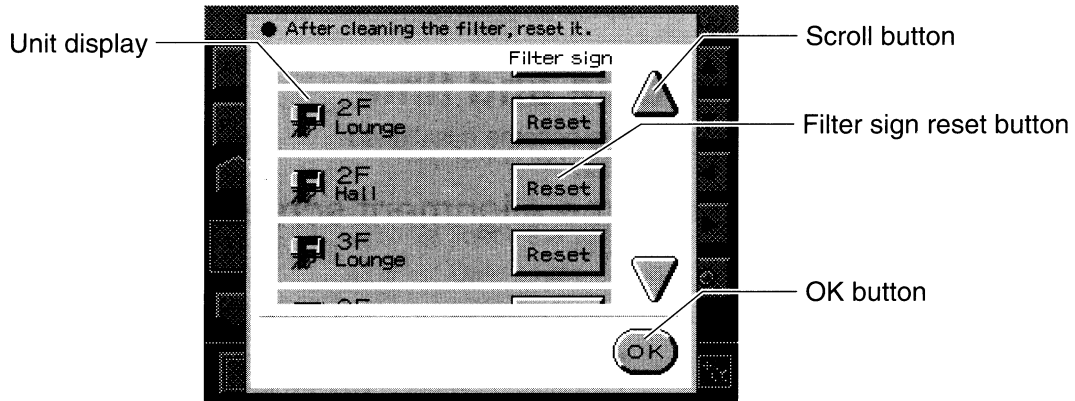 After cleaning the filter,reset it.
Filter sign
Unit display
Scroll button
2F
Lounge
Reset
Filter sign reset button
2F
Hall
Reset
3F
Lounge
Reset
OK button
OK